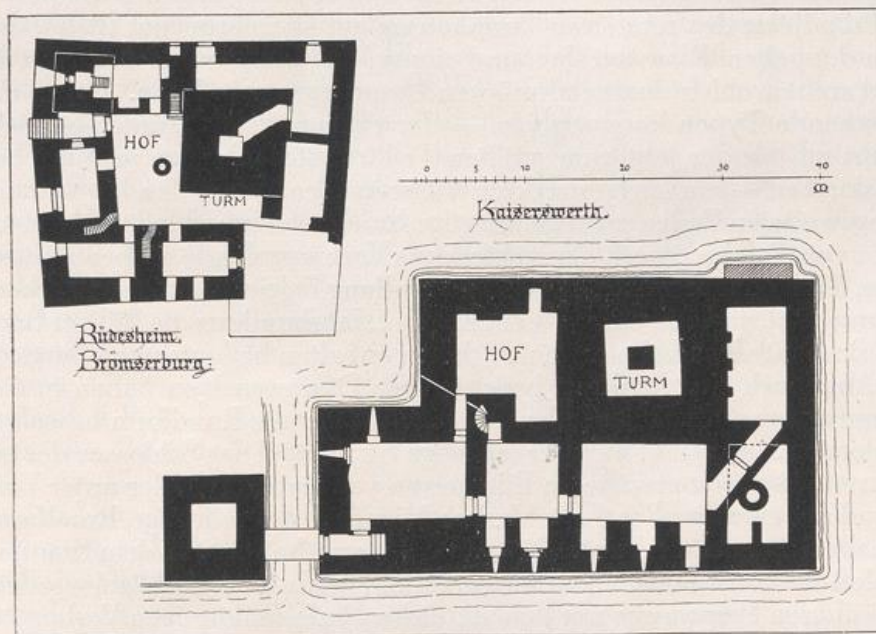 HOF
TURM
0 5 10 20 30 40
Kaiserswerth.
Rüdesheim.
Brömserburg.
HOF
TURM